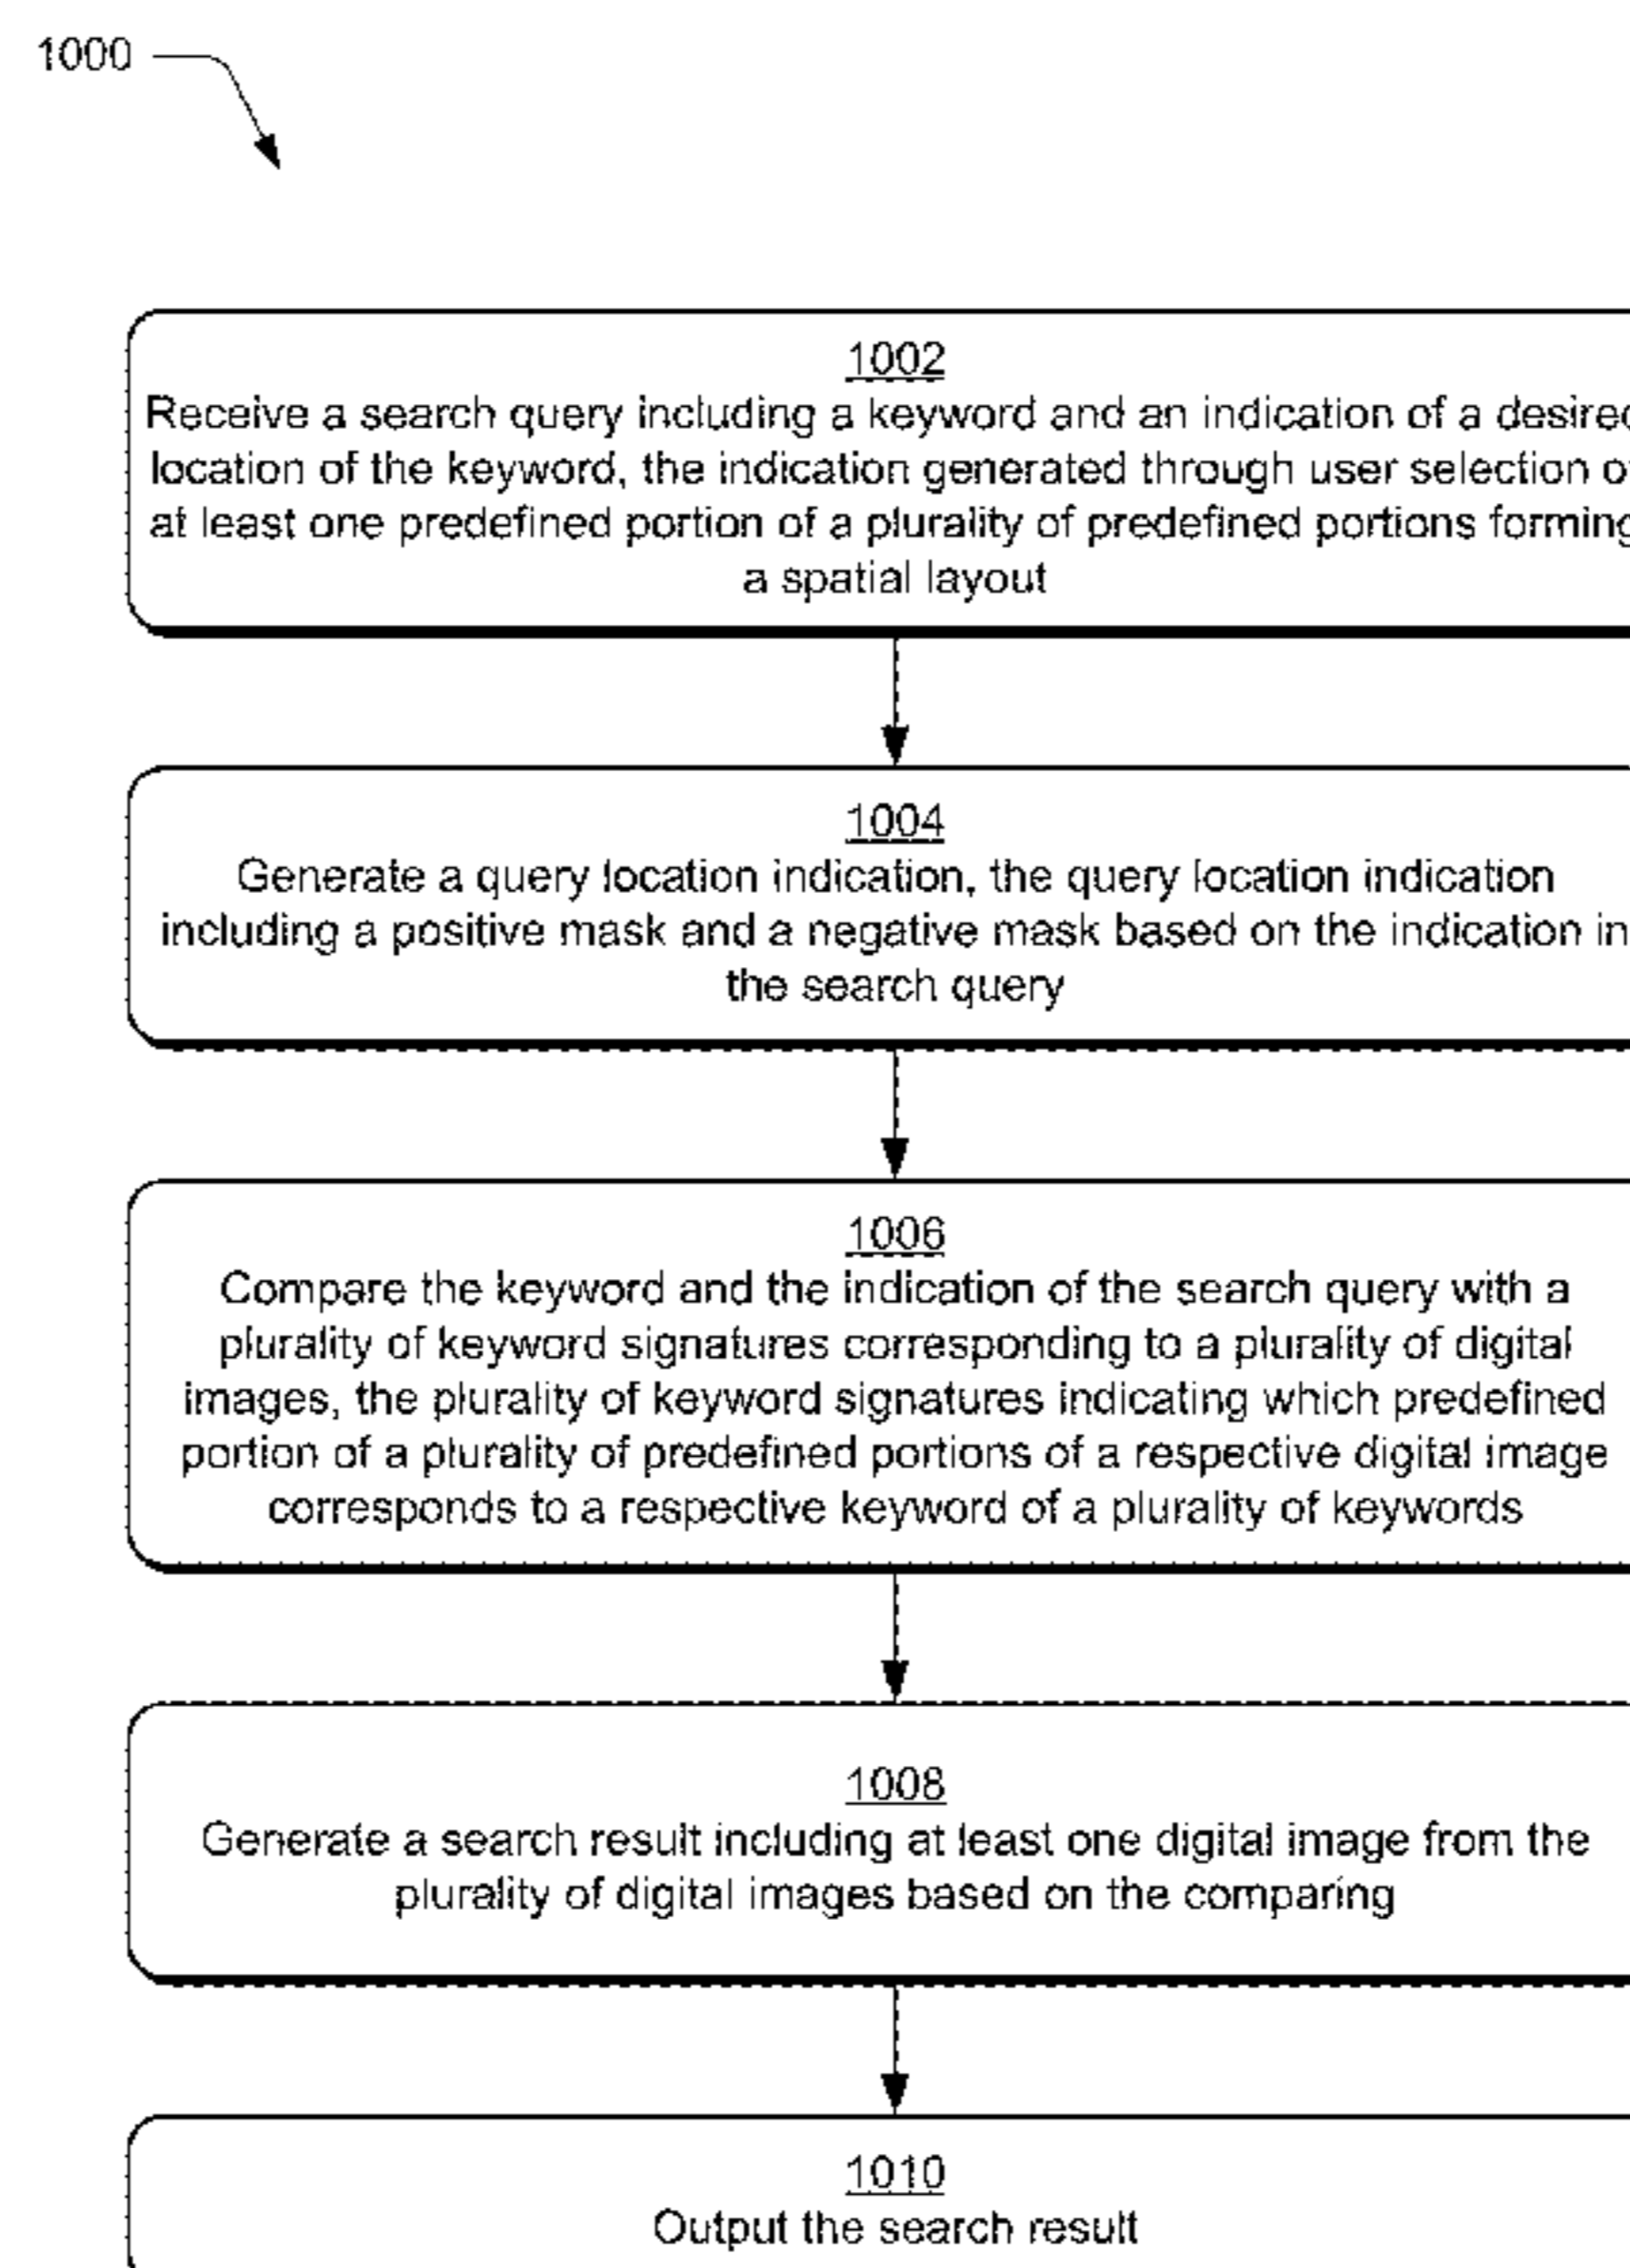 1000
1002
Receive a search query including a keyword and an indication of a desired
location of the keyword, the indication generated through user selection of
at least one predefined portion of a plurality of predefined portions forming
a spatial layout
1004
Generate a query location indication, the query location indication
including a positive mask and a negative mask based on the indication in
the search query
1006
Compare the keyword and the indication of the search query with a
plurality of keyword signatures corresponding to a plurality of digital
images, the plurality of keyword signatures indicating which predefined
portion of a plurality of predefined portions of a respective digital image
corresponds to a respective keyword of a plurality of keywords
1008
Generate a search result including at least one digital image from the
plurality of digital images based on the comparing
1010
Output the search result